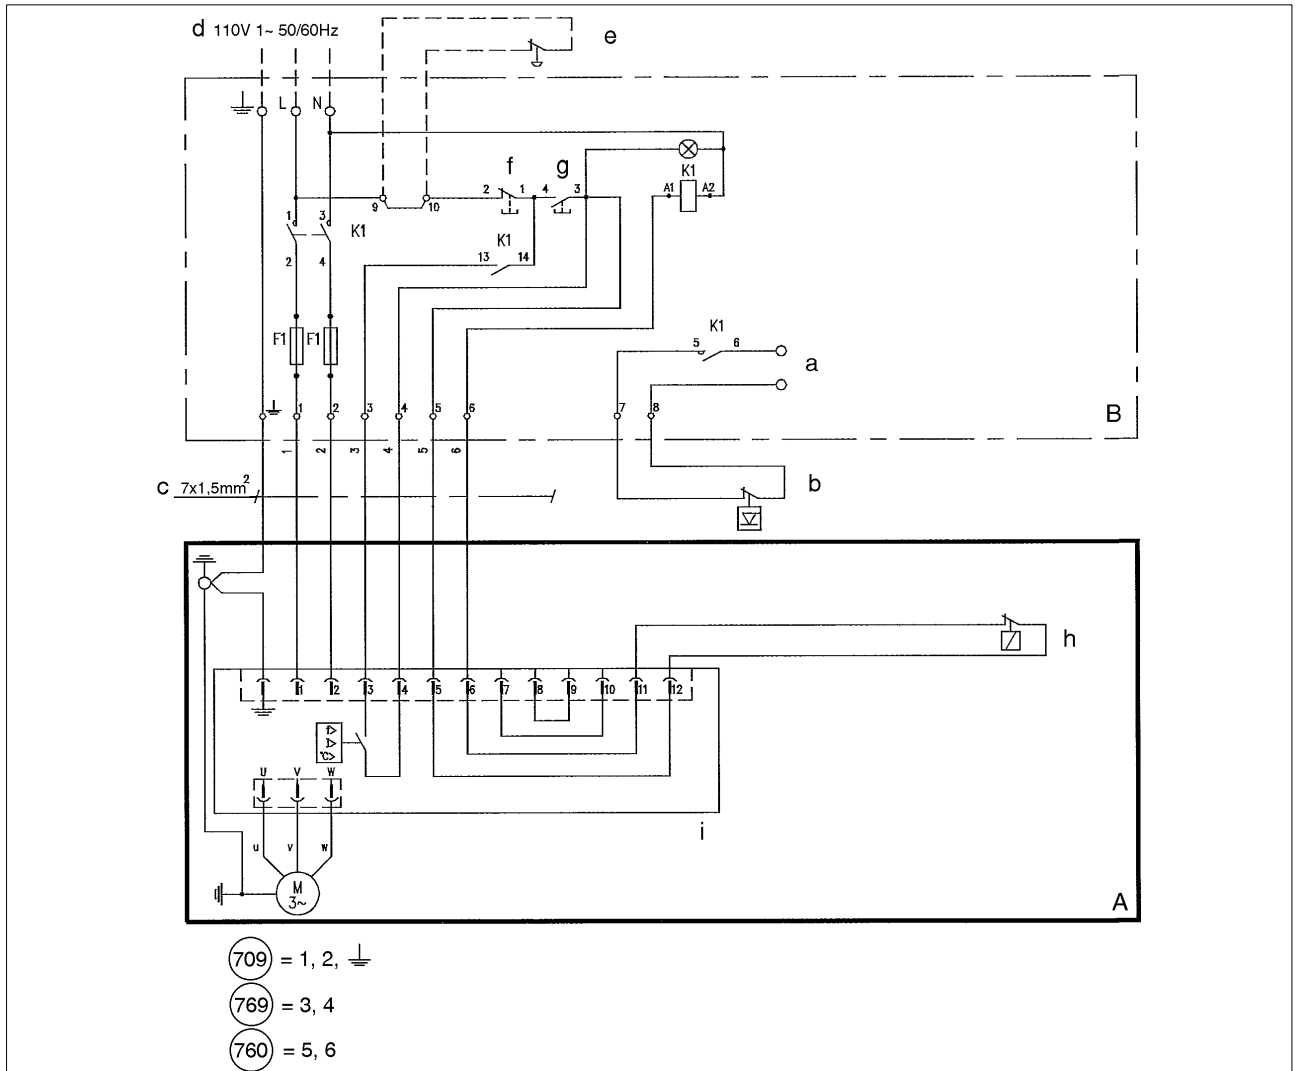 d 110V 1~ 50/60Hz
e
L
N
f
g
K1
A1
A2
9
10
2
1
4
3
1
3
K1
2
4
K1
13
14
F1
F1
K1
5
6
a
1
2
3
4
5
6
7
8
B
1
2
3
4
5
6
c 7x1,5mm²
b
h
1
2
3
4
5
6
7
8
9
10
11
12
f>
I>
°C>
U
V
W
i
u
v
w
M
3~
A
709 = 1, 2,
769 = 3, 4
760 = 5, 6